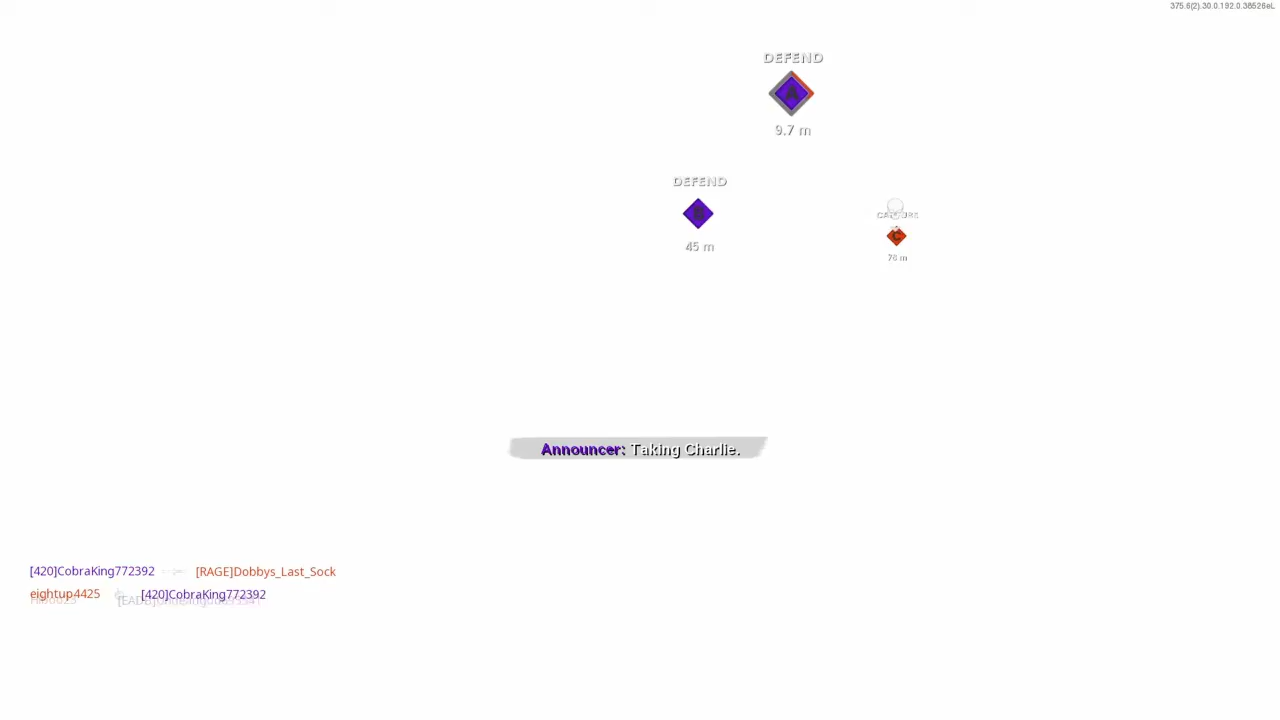 375.6(2).30.0.192.0.38526eL
DEFEND
A
9.7 m
DEFEND
45 m
C
Announcer: Taking Charlie.
[420]CobraKing772392 [RAGE]Dobbys_Last_Sock
eightup4425 [420]CobraKing772392